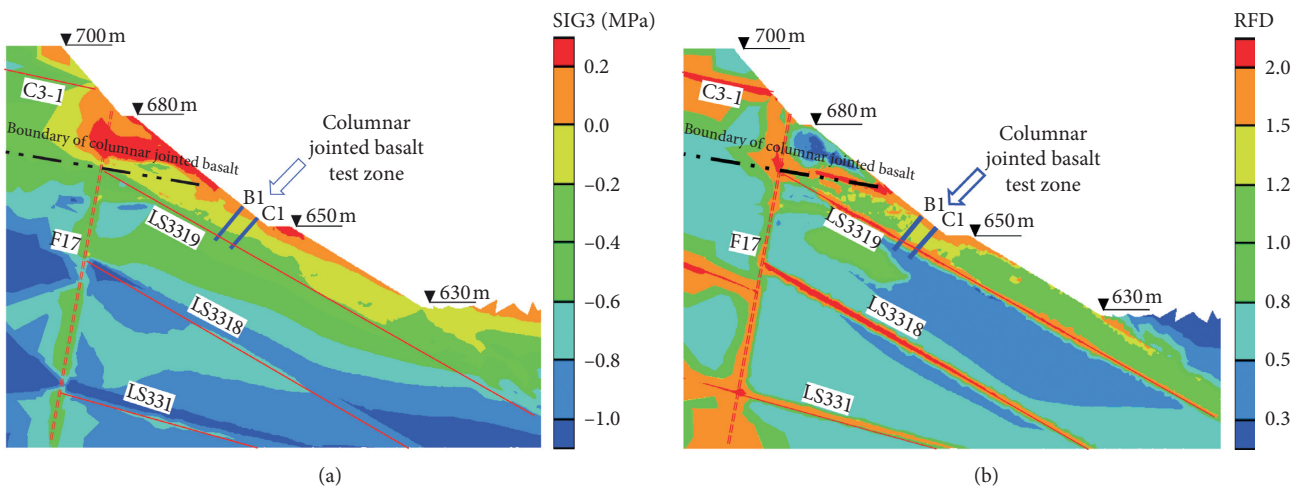 SIG3 (MPa)
700 m
0.2
C3-1
680 m
0.0
Boundary of columnar jointed basalt
Columnar
jointed basalt
test zone
–0.2
B1
C1
650 m
LS3319
–0.4
F17
630 m
–0.6
LS3318
–0.8
LS331
–1.0
(a)
RFD
700 m
2.0
C3-1
680 m
1.5
Boundary of columnar jointed basalt
Columnar
jointed basalt
test zone
1.2
B1
C1
650 m
LS3319
1.0
F17
630 m
0.8
LS3318
0.5
LS331
0.3
(b)